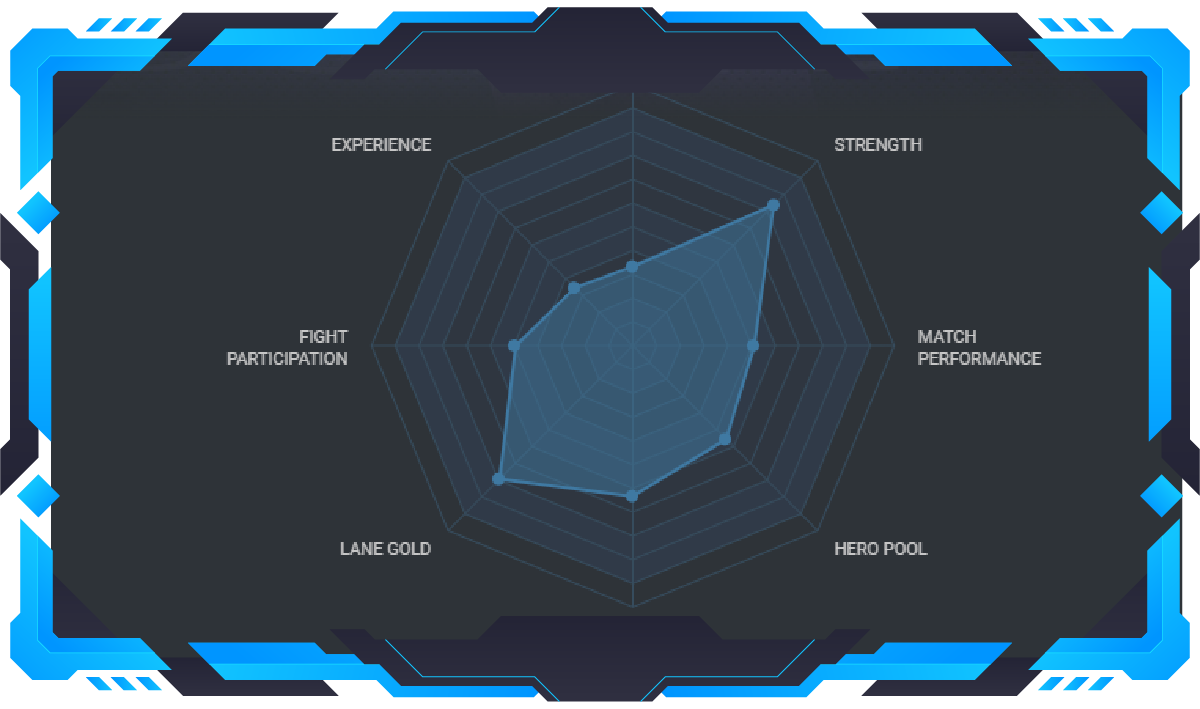 EXPERIENCE
STRENGTH
FIGHT
PARTICIPATION
MATCH
PERFORMANCE
LANE GOLD
HERO POOL